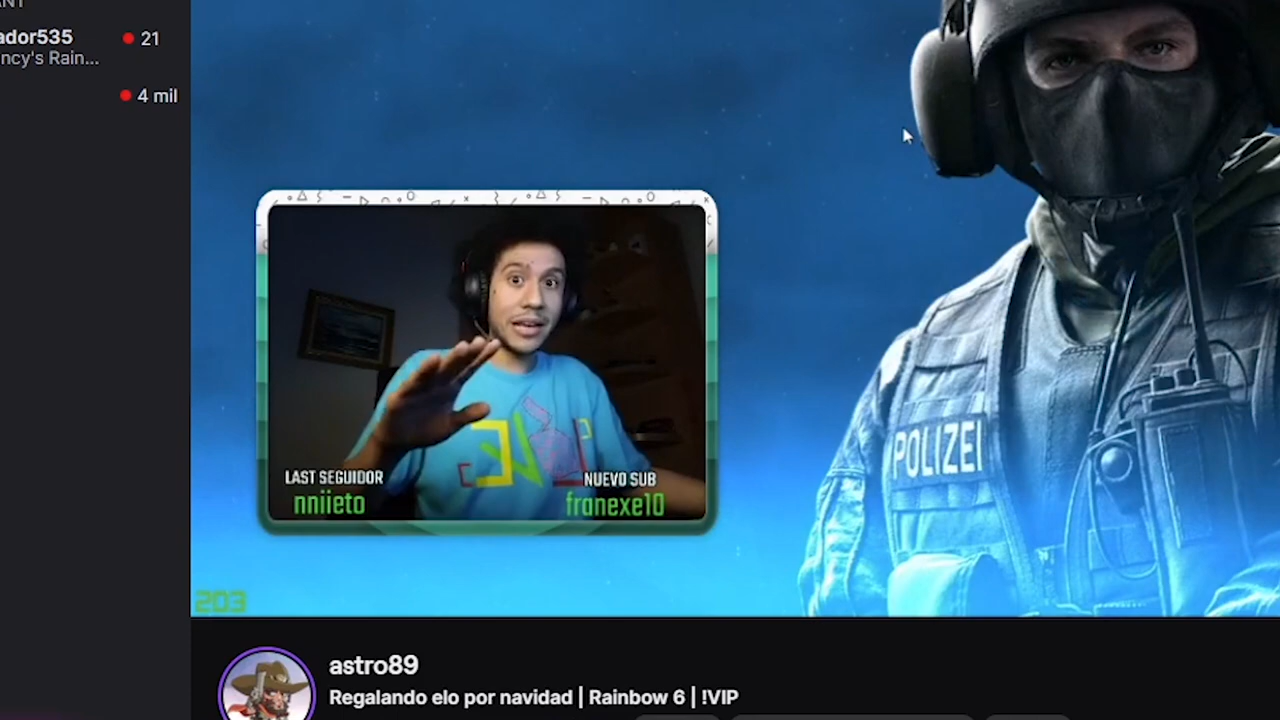 ador535
21
ncy's Rain...
4 mil
POLIZEI
LAST SEGUIDOR
nniieto
NUEVO SUB
franexe10
203
astro89
Regalando elo por navidad | Rainbow 6 | !VIP